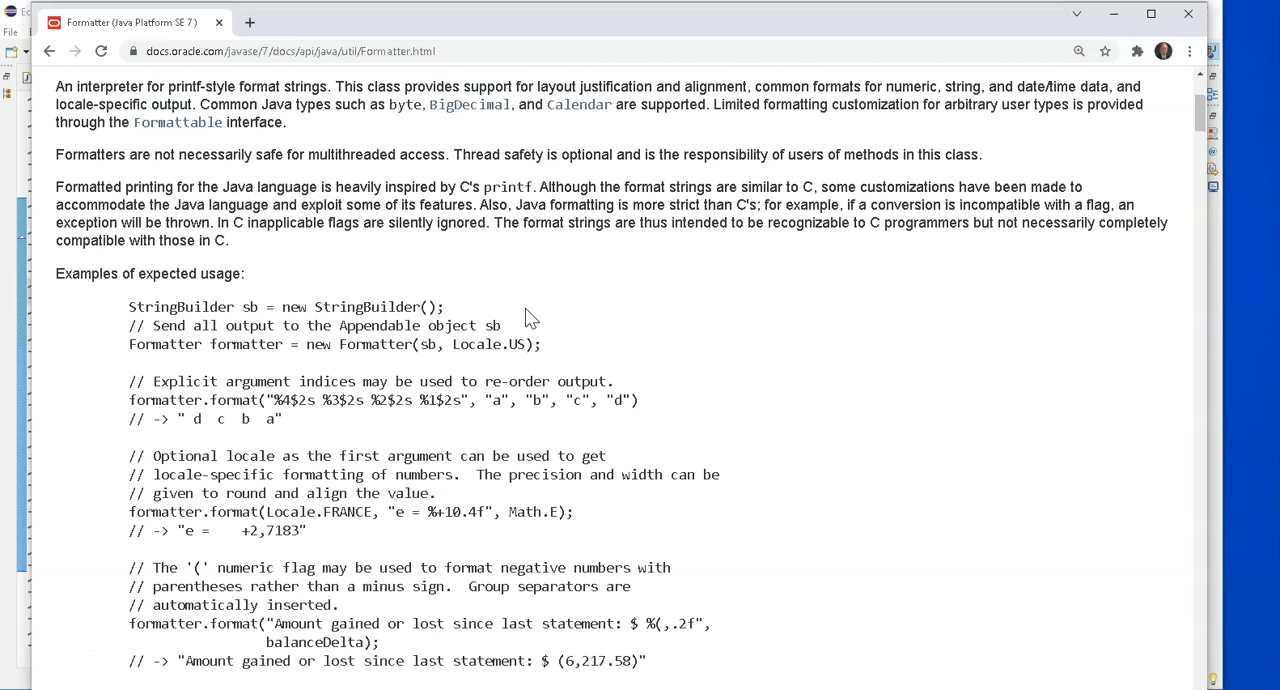 Formatter (Java Platform SE 7 )
File
docs.oracle.com/javase/7/docs/api/java/util/Formatter.html
An interpreter for printf-style format strings. This class provides support for layout justification and alignment, common formats for numeric, string, and date/time data, and
locale-specific output. Common Java types such as byte, BigDecimal, and Calendar are supported. Limited formatting customization for arbitrary user types is provided
through the Formattable interface.
Formatters are not necessarily safe for multithreaded access. Thread safety is optional and is the responsibility of users of methods in this class.
Formatted printing for the Java language is heavily inspired by C's printf. Although the format strings are similar to C, some customizations have been made to
accommodate the Java language and exploit some of its features. Also, Java formatting is more strict than C's; for example, if a conversion is incompatible with a flag, an
exception will be thrown. In C inapplicable flags are silently ignored. The format strings are thus intended to be recognizable to C programmers but not necessarily completely
compatible with those in C.
Examples of expected usage:
StringBuilder sb = new StringBuilder();
// Send all output to the Appendable object sb
Formatter formatter = new Formatter(sb, Locale.US);
// Explicit argument indices may be used to re-order output.
formatter.format("%4$2s %3$2s %2$2s %1$2s", "a", "b", "c", "d")
// -> " d  c  b  a"
// Optional locale as the first argument can be used to get
// locale-specific formatting of numbers.  The precision and width can be
// given to round and align the value.
formatter.format(Locale.FRANCE, "e = %+10.4f", Math.E);
// -> "e =    +2,7183"
// The '(' numeric flag may be used to format negative numbers with
// parentheses rather than a minus sign.  Group separators are
// automatically inserted.
formatter.format("Amount gained or lost since last statement: $ %(,.2f",
balanceDelta);
// -> "Amount gained or lost since last statement: $ (6,217.58)"